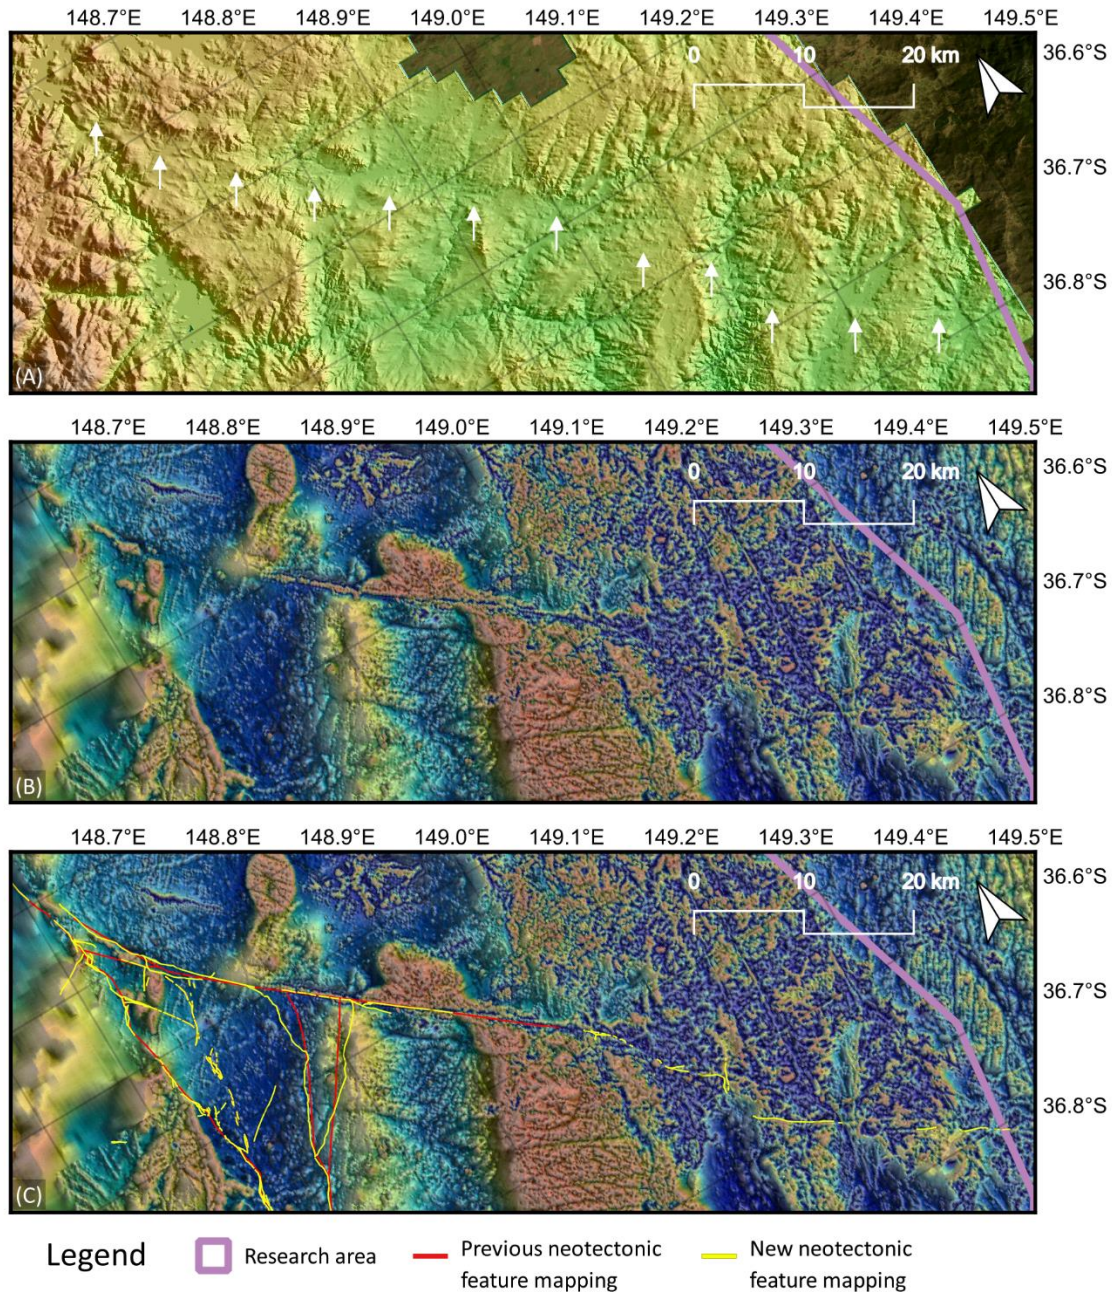 148.7°E 148.8°E 148.9°E 149.0°E 149.1°E 149.2°E 149.3°E 149.4°E 149.5°E
0 10 20 km
36.6°S
36.7°S
36.8°S
(A)
148.7°E 148.8°E 148.9°E 149.0°E 149.1°E 149.2°E 149.3°E 149.4°E 149.5°E
0 10 20 km
36.6°S
36.7°S
36.8°S
(B)
148.7°E 148.8°E 148.9°E 149.0°E 149.1°E 149.2°E 149.3°E 149.4°E 149.5°E
0 10 20 km
36.6°S
36.7°S
36.8°S
(C)
Legend
Research area
Previous neotectonic
feature mapping
New neotectonic
feature mapping